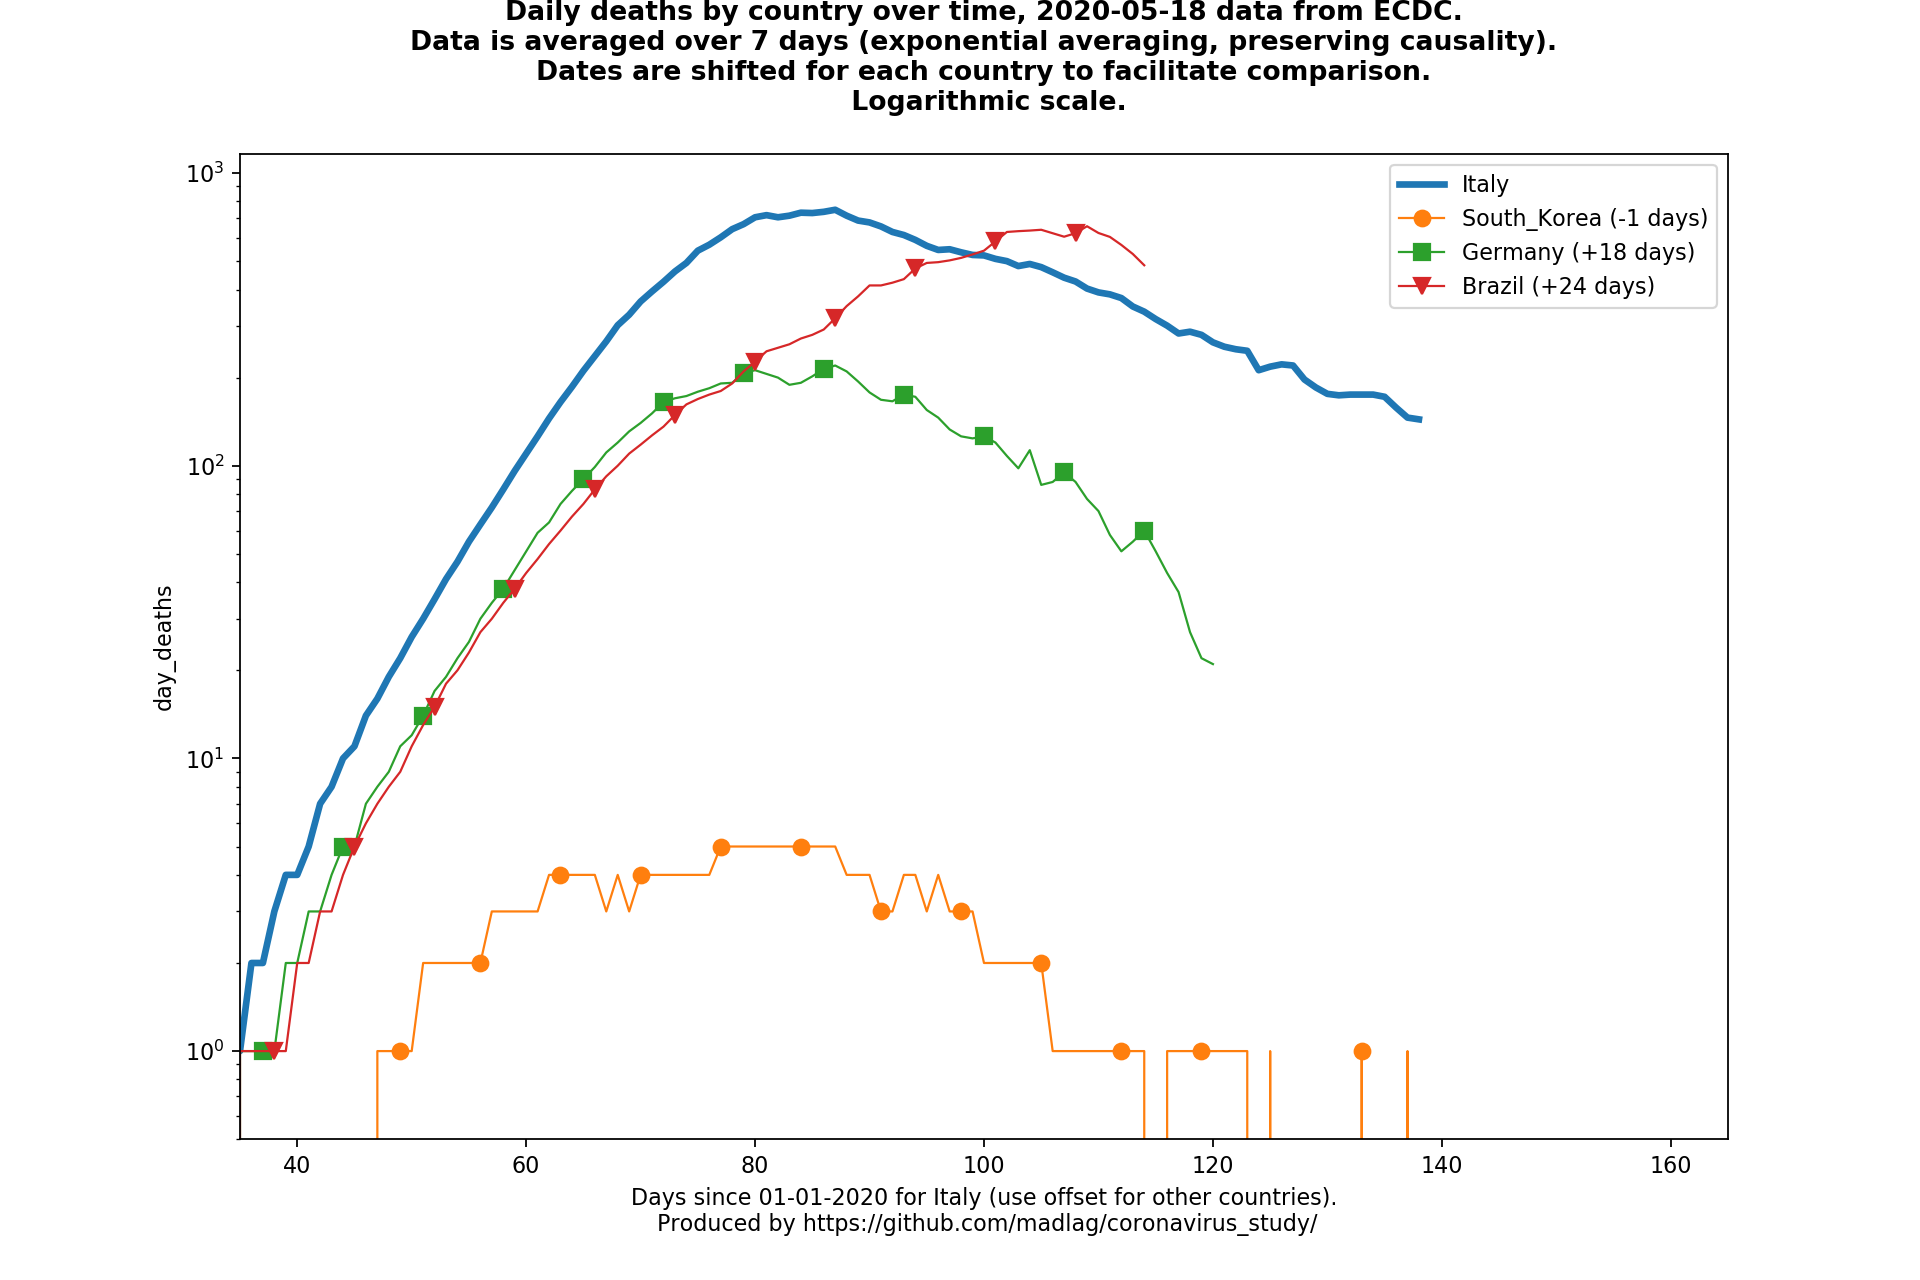 Daily deaths by country over time, 2020-05-18 data from ECDC.
Data is averaged over 7 days (exponential averaging, preserving causality).
Dates are shifted for each country to facilitate comparison.
Logarithmic scale.
10³
10²
10¹
10⁰
day_deaths
Italy
South_Korea (-1 days)
Germany (+18 days)
Brazil (+24 days)
40 60 80 100 120 140 160
Days since 01-01-2020 for Italy (use offset for other countries).
Produced by https://github.com/madlag/coronavirus_study/